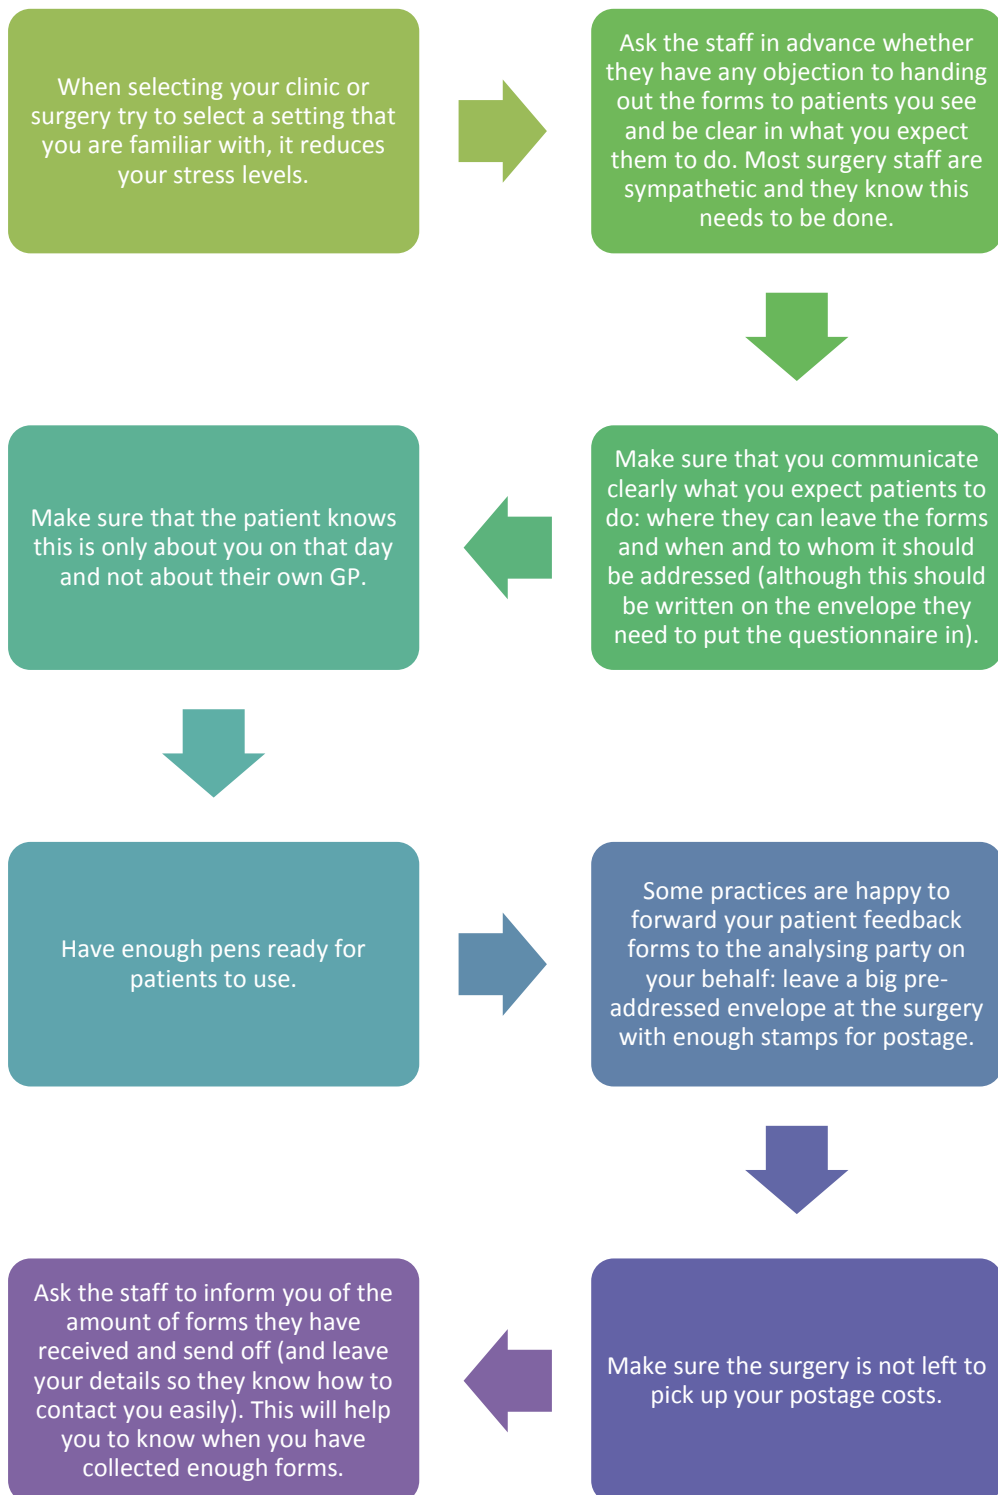 When selecting your clinic or
surgery try to select a setting that
you are familiar with, it reduces
your stress levels.
Ask the staff in advance whether
they have any objection to handing
out the forms to patients you see
and be clear in what you expect
them to do. Most surgery staff are
sympathetic and they know this
needs to be done.
Make sure that you communicate
clearly what you expect patients to
do: where they can leave the forms
and when and to whom it should
be addressed (although this should
be written on the envelope they
need to put the questionnaire in).
Make sure that the patient knows
this is only about you on that day
and not about their own GP.
Have enough pens ready for
patients to use.
Some practices are happy to
forward your patient feedback
forms to the analysing party on
your behalf: leave a big pre-
addressed envelope at the surgery
with enough stamps for postage.
Make sure the surgery is not left to
pick up your postage costs.
Ask the staff to inform you of the
amount of forms they have
received and send off (and leave
your details so they know how to
contact you easily). This will help
you to know when you have
collected enough forms.